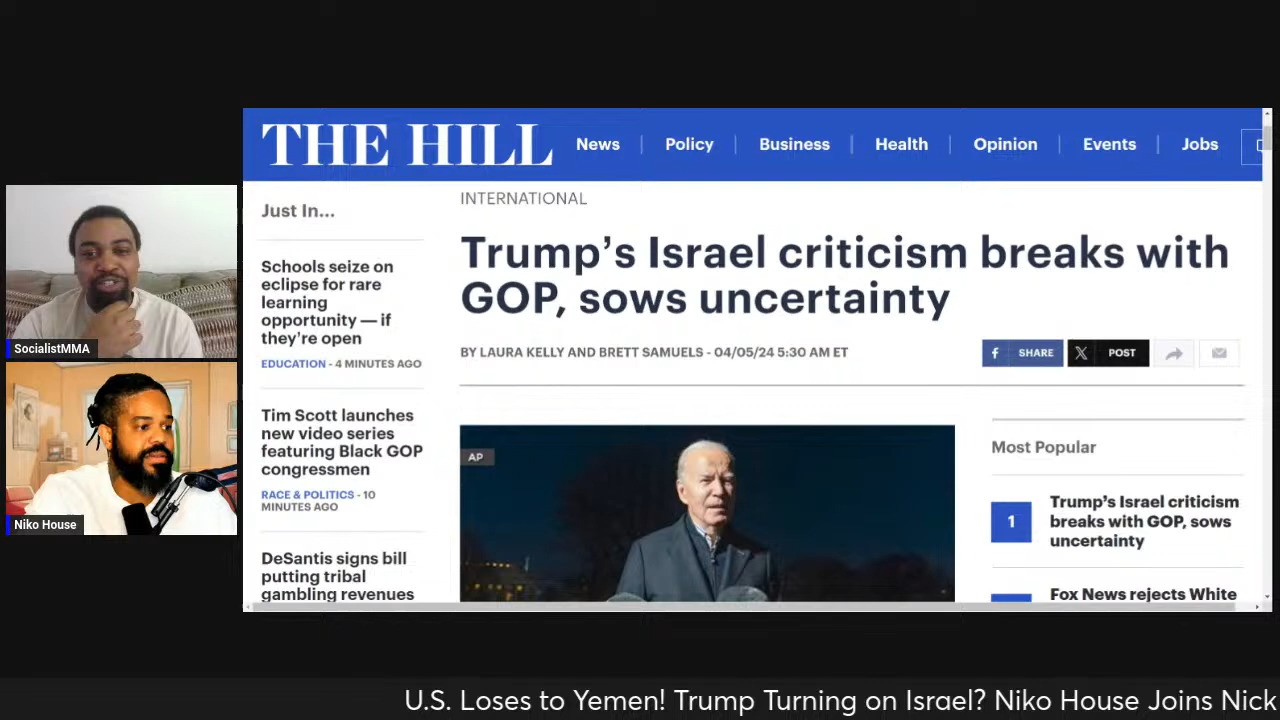 THE HILL
News
Policy
Business
Health
Opinion
Events
Jobs
Just In...
Schools seize on
eclipse for rare
learning
opportunity — if
they're open
EDUCATION - 4 MINUTES AGO
Tim Scott launches
new video series
featuring Black GOP
congressmen
RACE & POLITICS - 10
MINUTES AGO
DeSantis signs bill
putting tribal
gambling revenues
INTERNATIONAL
Trump’s Israel criticism breaks with
GOP, sows uncertainty
BY LAURA KELLY AND BRETT SAMUELS - 04/05/24 5:30 AM ET
SHARE
POST
AP
Most Popular
1
Trump’s Israel criticism
breaks with GOP, sows
uncertainty
Fox News rejects White
SocialistMMA
Niko House
U.S. Loses to Yemen! Trump Turning on Israel? Niko House Joins Nick